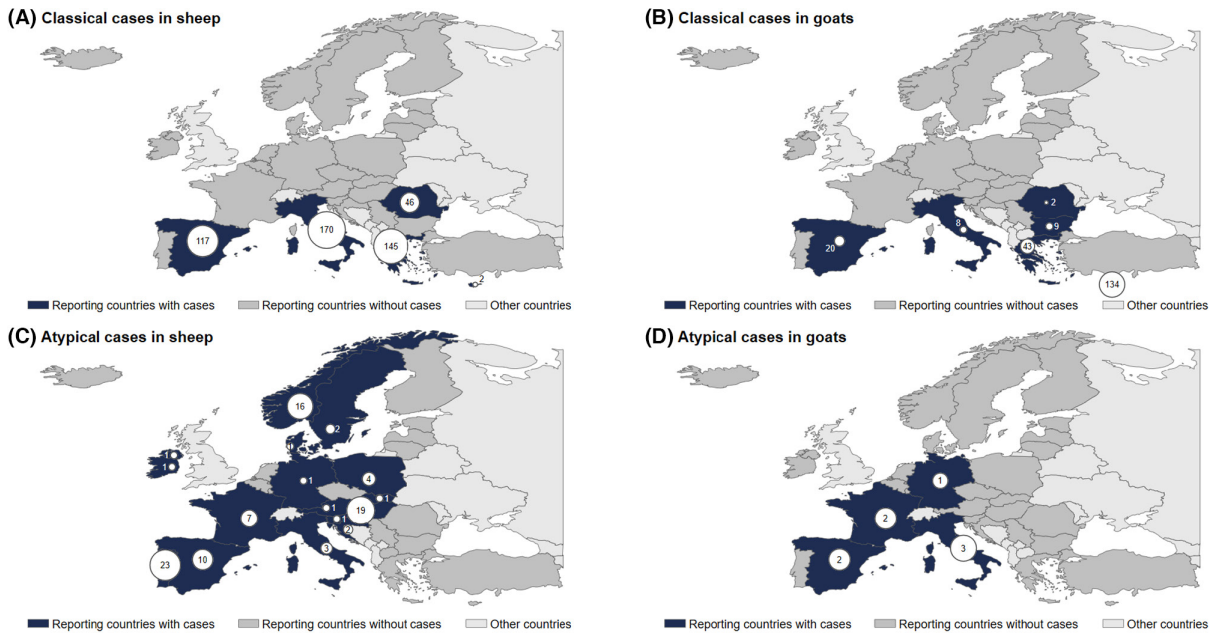 (A) Classical cases in sheep
46
170
117
145
2
Reporting countries with cases
Reporting countries without cases
Other countries
(B) Classical cases in goats
2
8
9
20
43
134
Reporting countries with cases
Reporting countries without cases
Other countries
(C) Atypical cases in sheep
16
2
1
1
1
1
4
1
1
19
7
1
2
3
10
23
Reporting countries with cases
Reporting countries without cases
Other countries
(D) Atypical cases in goats
1
2
3
2
Reporting countries with cases
Reporting countries without cases
Other countries